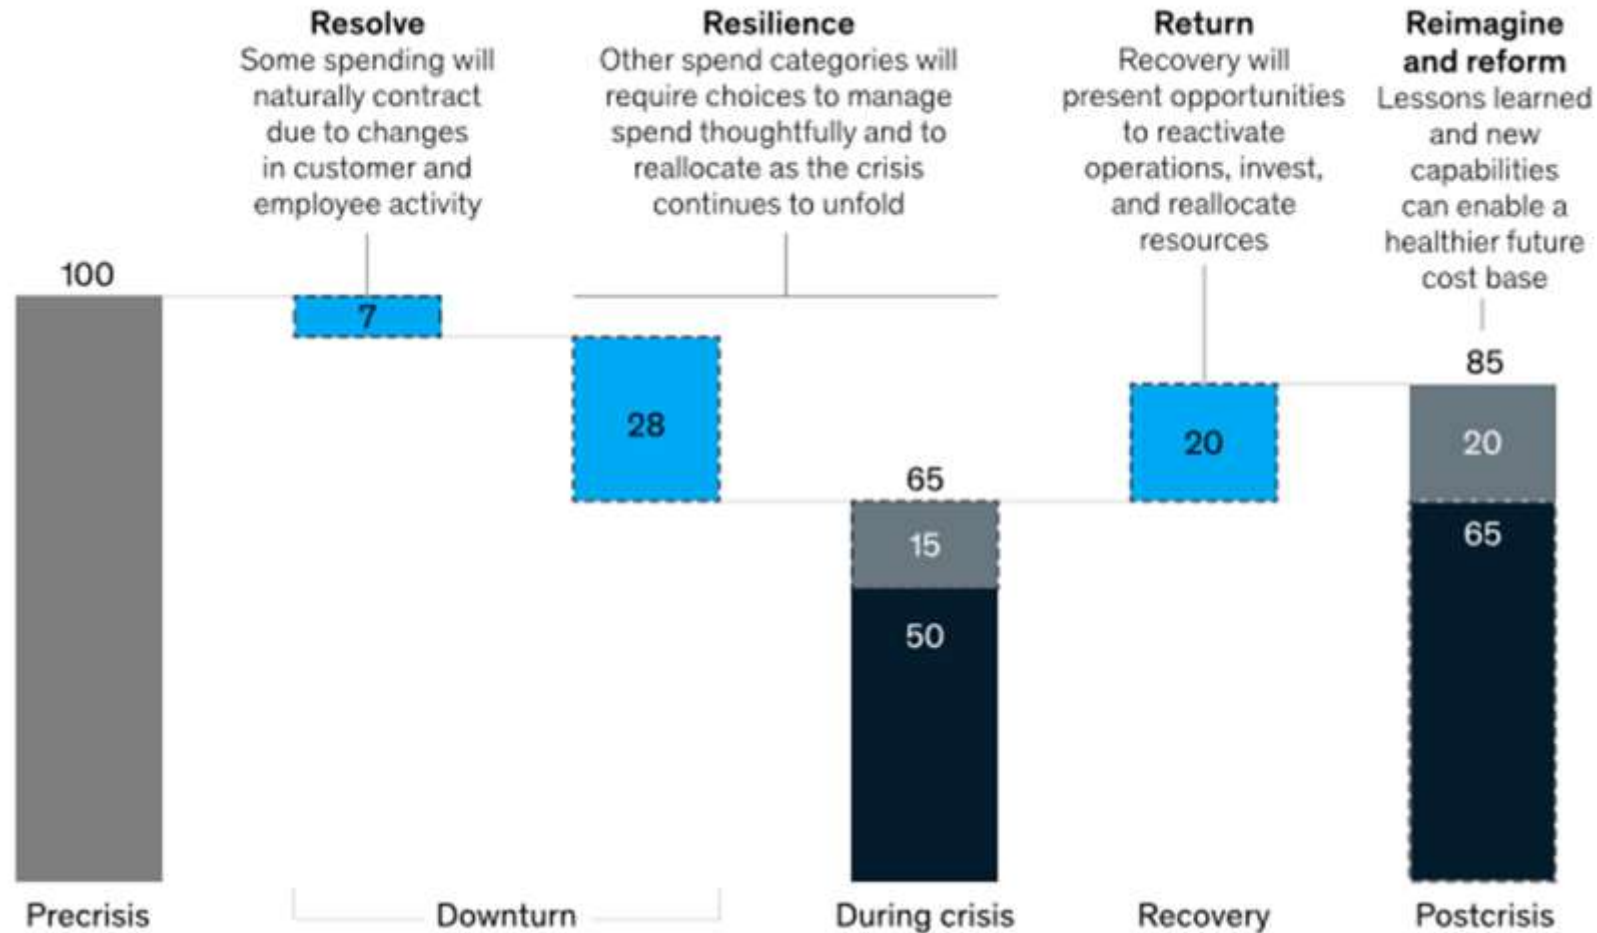 Resolve
Some spending will
naturally contract
due to changes
in customer and
employee activity
Resilience
Other spend categories will
require choices to manage
spend thoughtfully and to
reallocate as the crisis
continues to unfold
Return
Recovery will
present opportunities
to reactivate
operations, invest,
and reallocate
resources
Reimagine
and reform
Lessons learned
and new
capabilities
can enable a
healthier future
cost base
100
7
28
65
15
50
20
85
20
65
Precrisis
Downturn
During crisis
Recovery
Postcrisis